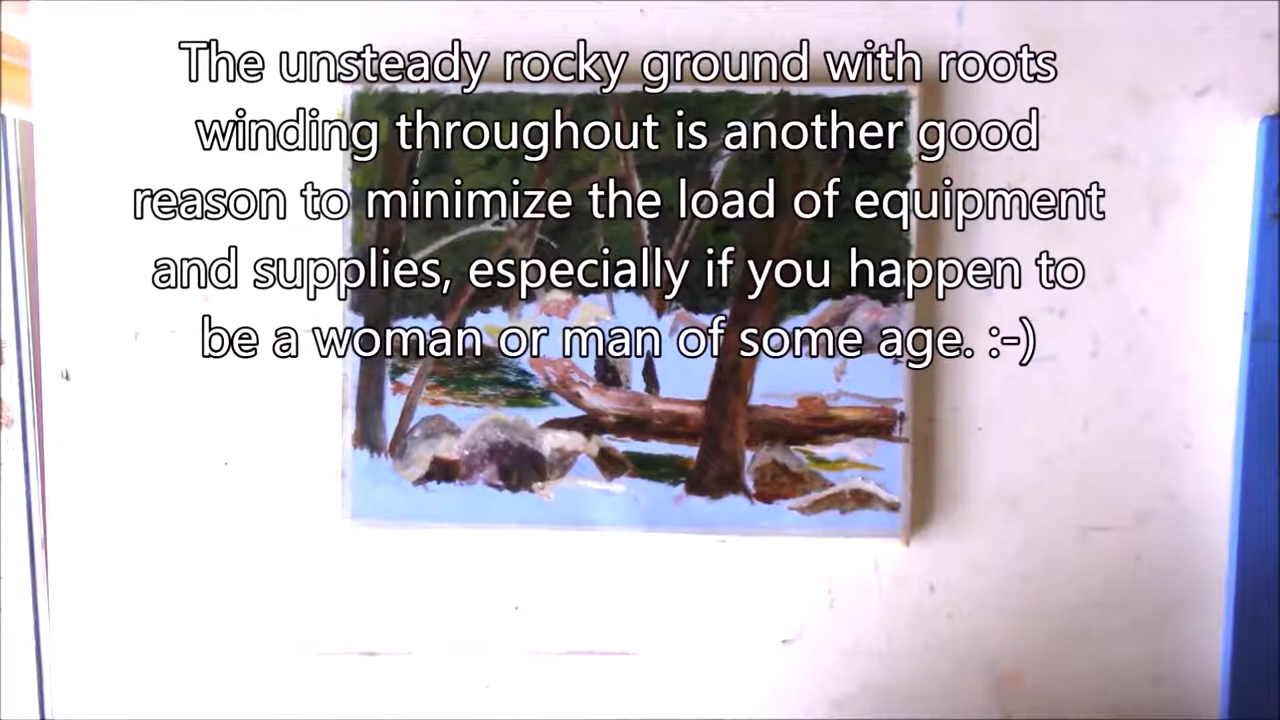 The unsteady rocky ground with roots
winding throughout is another good
reason to minimize the load of equipment
and supplies, especially if you happen to
be a woman or man of some age. :-)